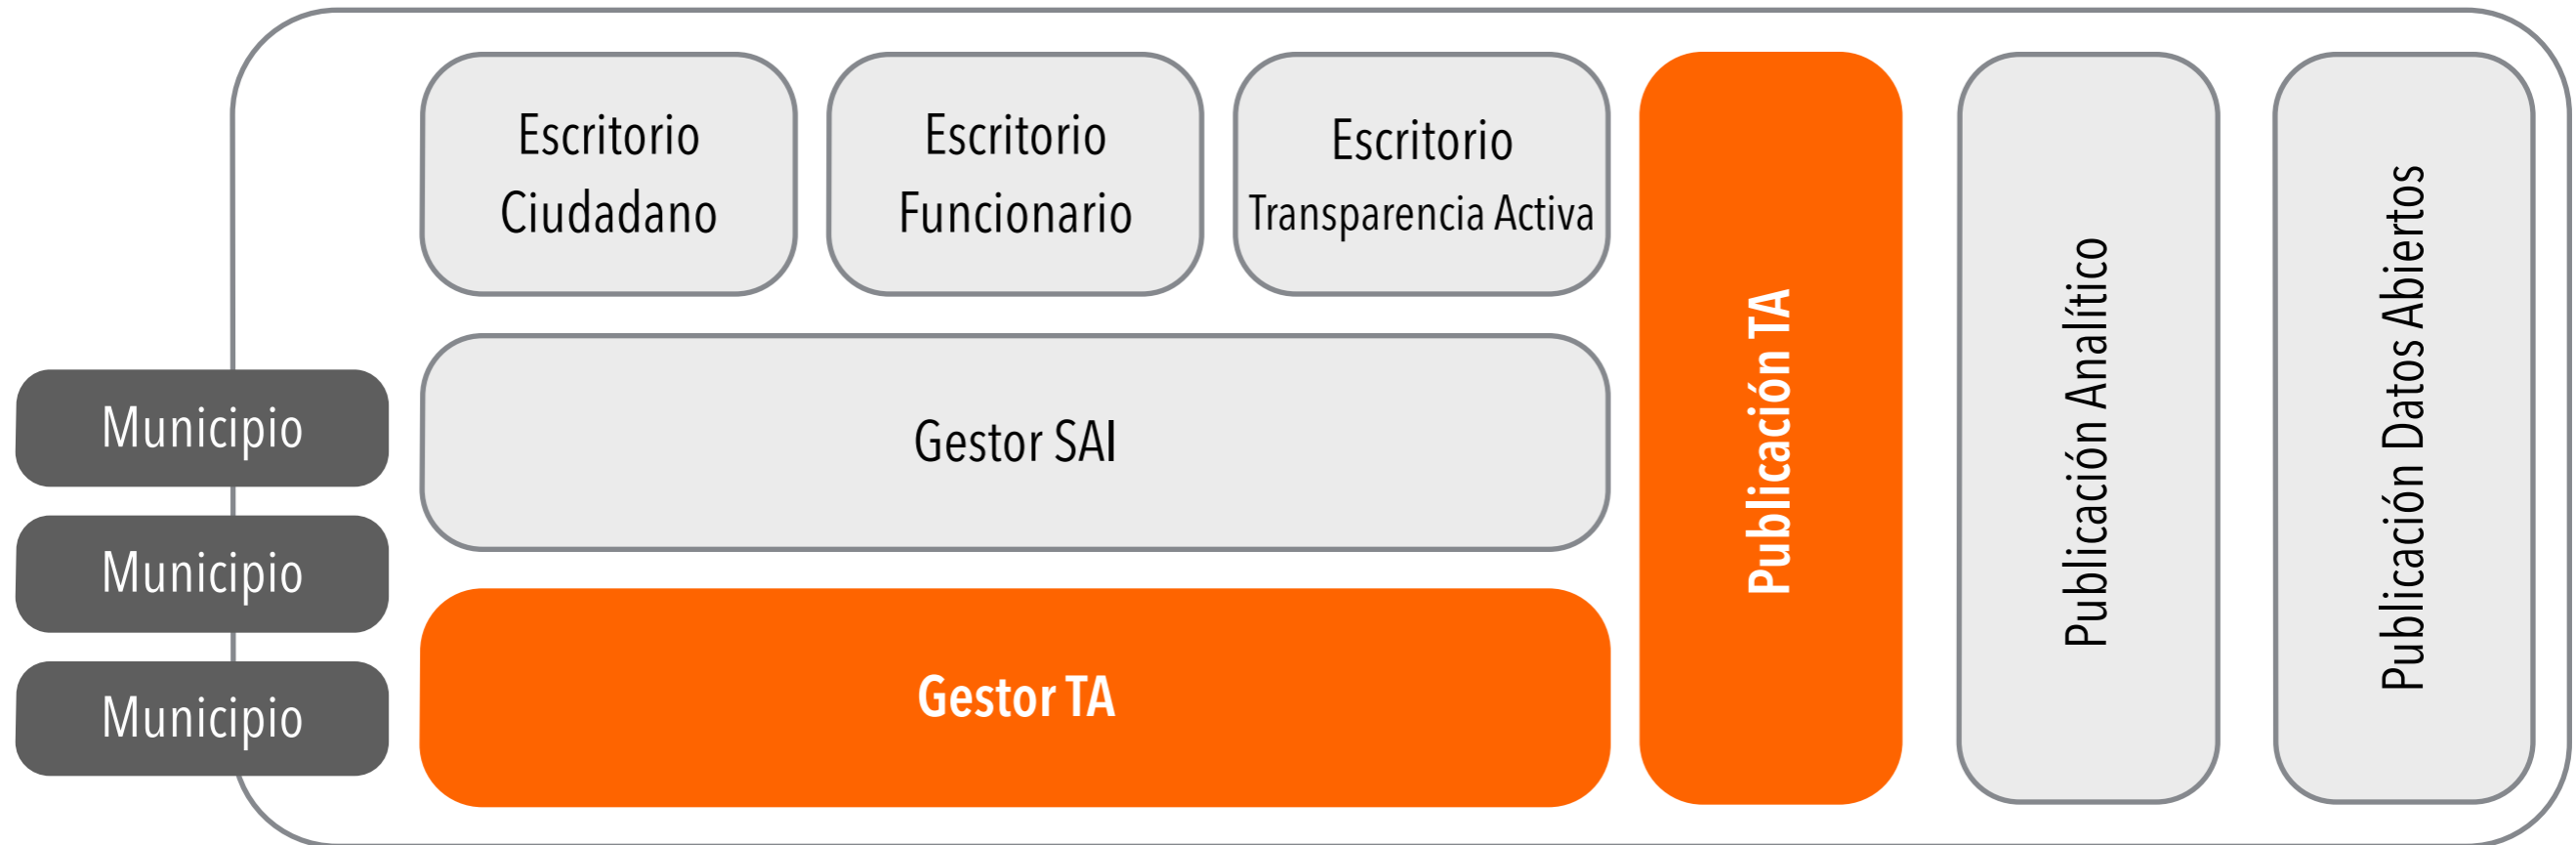 Escritorio
Ciudadano
Escritorio
Funcionario
Escritorio
Transparencia Activa
Municipio
Municipio
Municipio
Gestor SAI
Gestor TA
Publicación TA
Publicación Analítico
Publicación Datos Abiertos